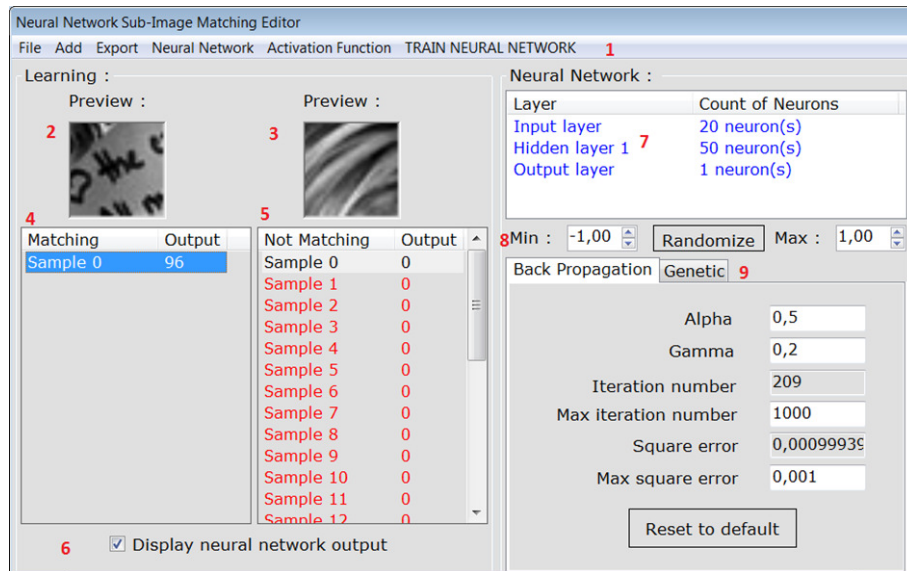 Neural Network Sub-Image Matching Editor
File Add Export Neural Network Activation Function TRAIN NEURAL NETWORK 1
Learning :
Preview :
Preview :
2
3
the
4
5
Matching Output
Sample 0 96
Not Matching Output
Sample 0 0
Sample 1 0
Sample 2 0
Sample 3 0
Sample 4 0
Sample 5 0
Sample 6 0
Sample 7 0
Sample 8 0
Sample 9 0
Sample 10 0
Sample 11 0
Sample 12 0
6 Display neural network output
Neural Network :
Layer Count of Neurons
Input layer 20 neuron(s)
Hidden layer 1 7 50 neuron(s)
Output layer 1 neuron(s)
8 Min : -1,00 Randomize Max : 1,00
Back Propagation Genetic 9
Alpha 0,5
Gamma 0,2
Iteration number 209
Max iteration number 1000
Square error 0,00099939
Max square error 0,001
Reset to default